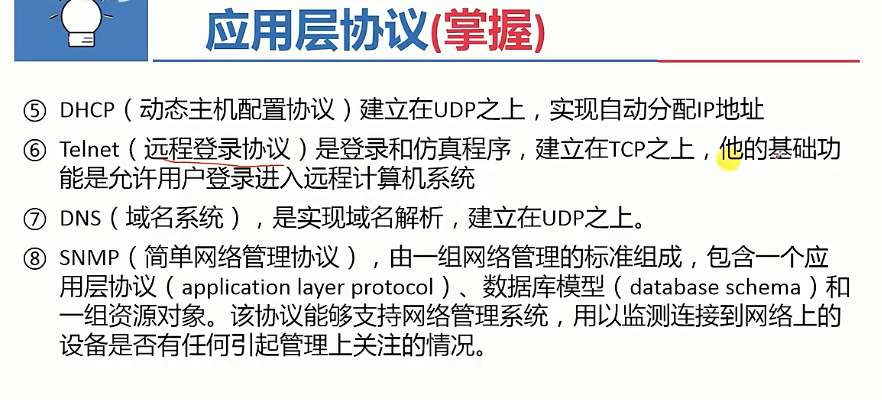 应用层协议(掌握)
⑤ DHCP（动态主机配置协议）建立在UDP之上，实现自动分配IP地址
⑥ Telnet（远程登录协议）是登录和仿真程序，建立在TCP之上，他的基础功
能是允许用户登录进入远程计算机系统
⑦ DNS（域名系统），是实现域名解析，建立在UDP之上。
⑧ SNMP（简单网络管理协议），由一组网络管理的标准组成，包含一个应
用层协议（application layer protocol）、数据库模型（database schema）和
一组资源对象。该协议能够支持网络管理系统，用以监测连接到网络上的
设备是否有任何引起管理上关注的情况。